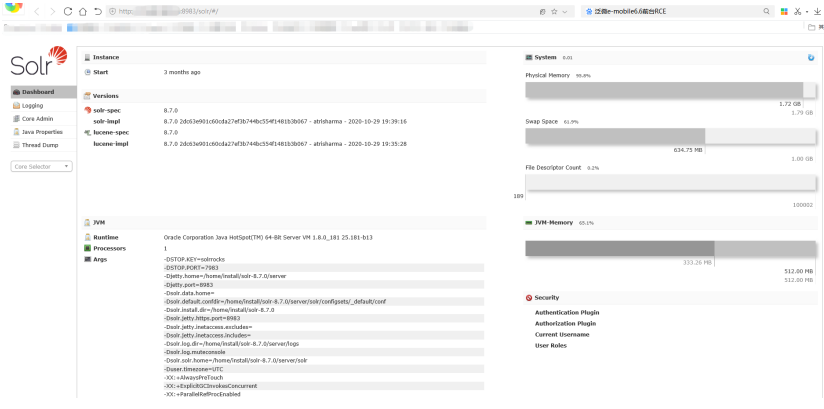 http:
:8983/solr/#/
泛微e-mobile6.6前台RCE
Solr
Dashboard
Logging
Core Admin
Java Properties
Thread Dump
Core Selector
Instance
Start 3 months ago
Versions
solr-spec 8.7.0
solr-impl 8.7.0 2dc63e901c60cda27ef3b744bc554f1481b3b067 - atrisharma - 2020-10-29 19:39:16
lucene-spec 8.7.0
lucene-impl 8.7.0 2dc63e901c60cda27ef3b744bc554f1481b3b067 - atrisharma - 2020-10-29 19:35:28
JVM
Runtime Oracle Corporation Java HotSpot(TM) 64-Bit Server VM 1.8.0_181 25.181-b13
Processors 1
Args -DSTOP.KEY=solrrocks
-DSTOP.PORT=7983
-Djetty.home=/home/install/solr-8.7.0/server
-Djetty.port=8983
-Dsolr.data.home=
-Dsolr.default.confdir=/home/install/solr-8.7.0/server/solr/configsets/_default/conf
-Dsolr.install.dir=/home/install/solr-8.7.0
-Dsolr.jetty.https.port=8983
-Dsolr.jetty.inetaccess.excludes=
-Dsolr.jetty.inetaccess.includes=
-Dsolr.log.dir=/home/install/solr-8.7.0/server/logs
-Dsolr.log.muteconsole
-Dsolr.solr.home=/home/install/solr-8.7.0/server/solr
-Duser.timezone=UTC
-XX:+AlwaysPreTouch
-XX:+ExplicitGCInvokesConcurrent
-XX:+ParallelRefProcEnabled
System 0.01
Physical Memory 95.8%
1.72 GB
1.79 GB
Swap Space 61.9%
634.75 MB
1.00 GB
File Descriptor Count 0.2%
189
100002
JVM-Memory 65.1%
333.26 MB
512.00 MB
512.00 MB
Security
Authentication Plugin
Authorization Plugin
Current Username
User Roles